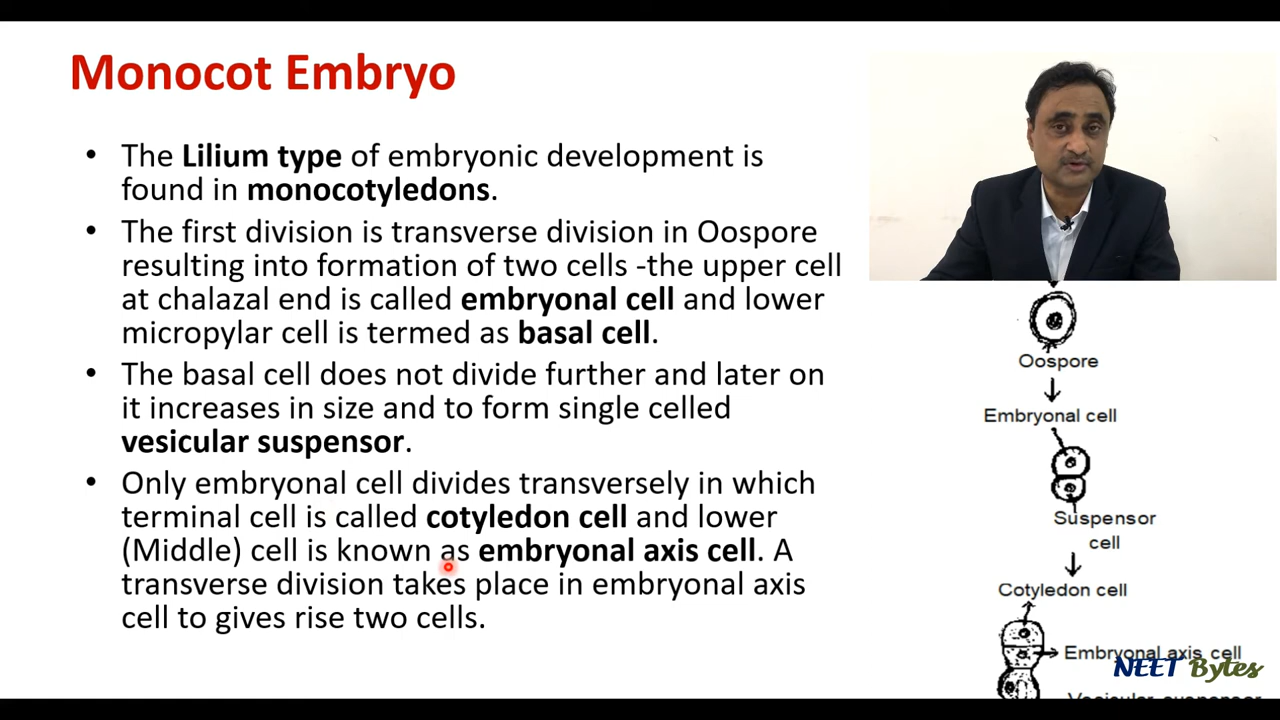 Monocot Embryo
• The Lilium type of embryonic development is
found in monocotyledons.
• The first division is transverse division in Oospore
resulting into formation of two cells -the upper cell
at chalazal end is called embryonal cell and lower
micropylar cell is termed as basal cell.
• The basal cell does not divide further and later on
it increases in size and to form single celled
vesicular suspensor.
• Only embryonal cell divides transversely in which
terminal cell is called cotyledon cell and lower
(Middle) cell is known as embryonal axis cell. A
transverse division takes place in embryonal axis
cell to gives rise two cells.
Oospore
Embryonal cell
Suspensor
cell
Cotyledon cell
Embryonal axis cell
NEET Bytes
Vesicular suspensor